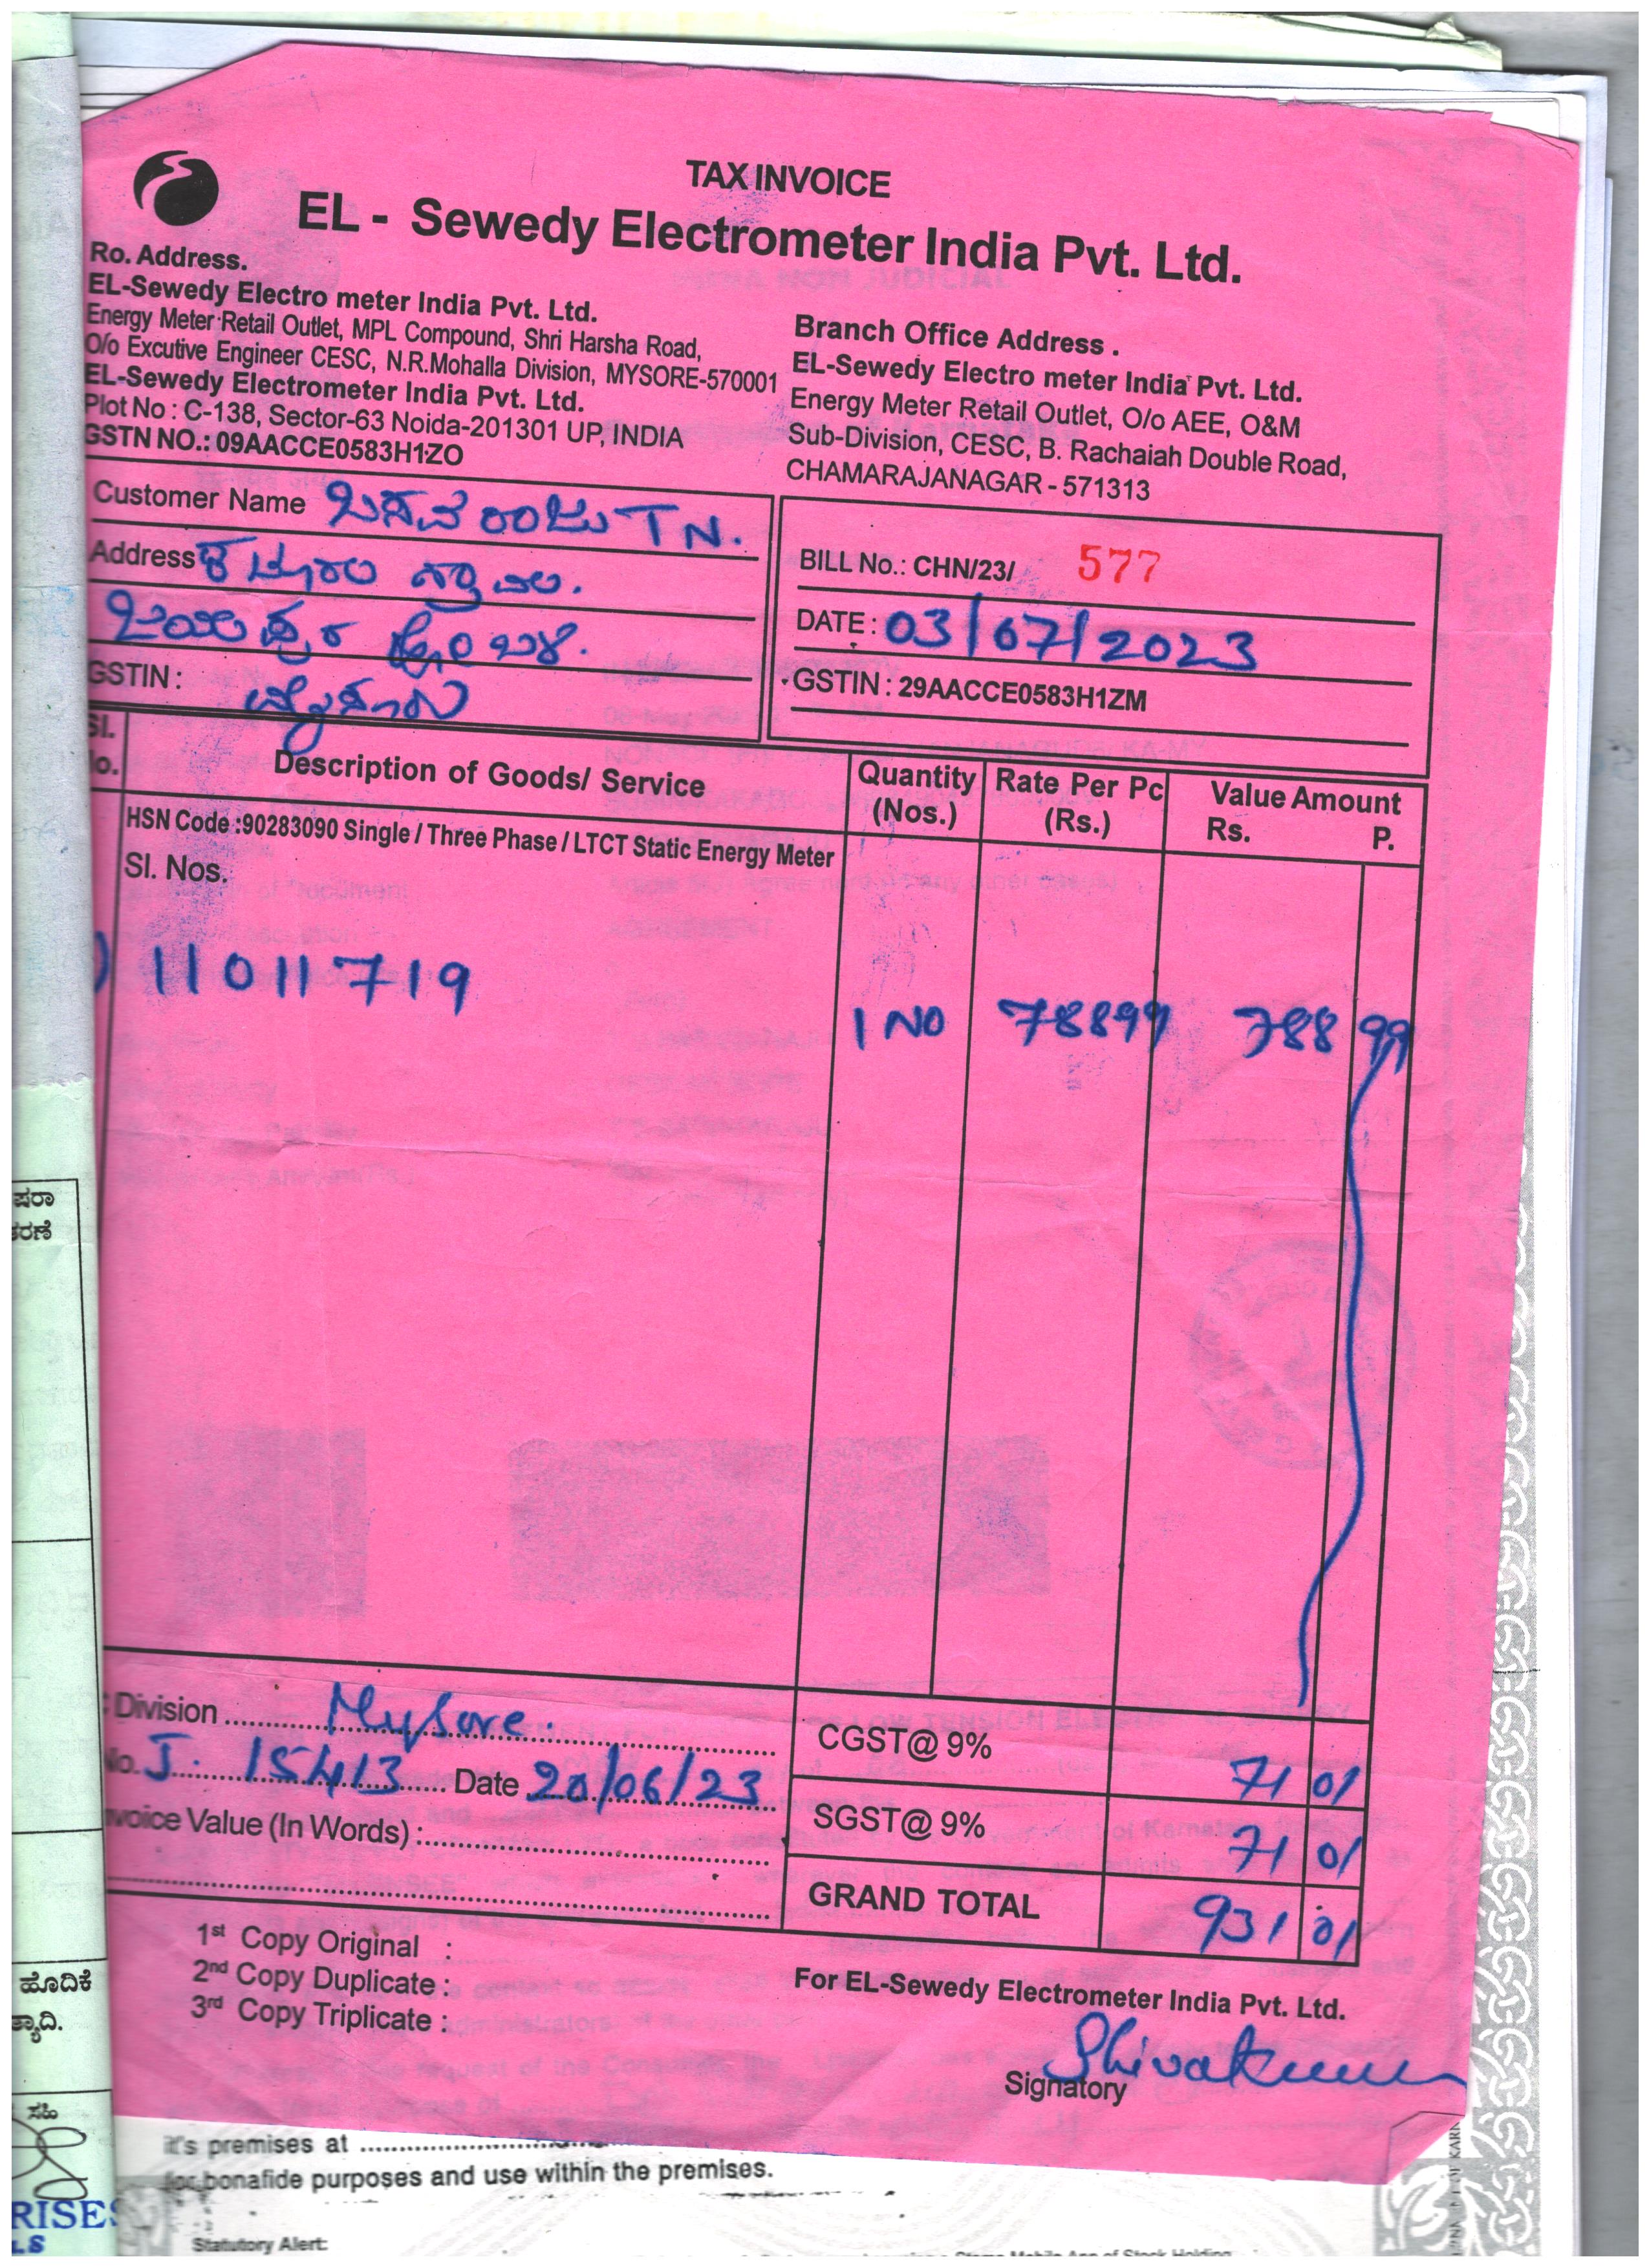 TAX INVOICE
EL - Sewedy Electrometer India Pvt. Ltd.
Ro. Address.
EL-Sewedy Electro meter India Pvt. Ltd.
Energy Meter Retail Outlet, MPL Compound, Shri Harsha Road,
O/o Excutive Engineer CESC, N.R.Mohalla Division, MYSORE-570001
EL-Sewedy Electrometer India Pvt. Ltd.
Plot No : C-138, Sector-63 Noida-201301 UP, INDIA
GSTN NO.: 09AACCE0583H1ZO
Branch Office Address .
EL-Sewedy Electro meter India Pvt. Ltd.
Energy Meter Retail Outlet, O/o AEE, O&M
Sub-Division, CESC, B. Rachaiah Double Road,
CHAMARAJANAGAR - 571313
Customer Name ಬಸವರಾಜು T N.
Address ಗ್ರಾಮ.
ಜಯಪುರ ಹೋಬಳಿ.
GSTIN : ಮೈಸೂರು
BILL No.: CHN/23/ 577
DATE : 03/07/2023
GSTIN : 29AACCE0583H1ZM
Sl. No. Description of Goods/ Service Quantity (Nos.) Rate Per Pc (Rs.) Value Amount Rs. P.
HSN Code :90283090 Single / Three Phase / LTCT Static Energy Meter
Sl. Nos.
) 11011719 1 NO 78899 788 99
Division Mysore.
No. J. 15413 Date 20/06/23
nvoice Value (In Words) :
CGST@ 9% 71 01
SGST@ 9% 71 01
GRAND TOTAL 931 01
1st Copy Original :
2nd Copy Duplicate :
3rd Copy Triplicate :
For EL-Sewedy Electrometer India Pvt. Ltd.
Shivakumar
Signatory
it's premises at
for bonafide purposes and use within the premises.
Statutory Alert:
ಷರಾ
ಹೊದಿಕೆ
ಸಹಿ
RISES